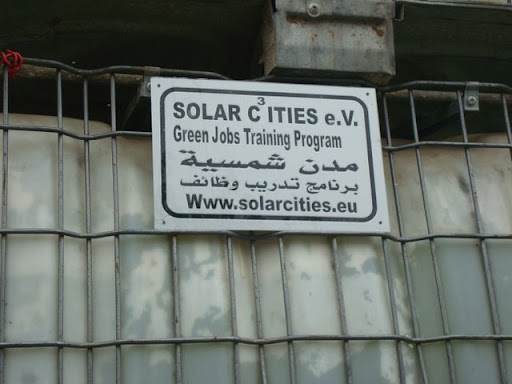 SOLAR C³ITIES e.V.
Green Jobs Training Program
مدن شمسية
برنامج تدريب وظائف
Www.solarcities.eu